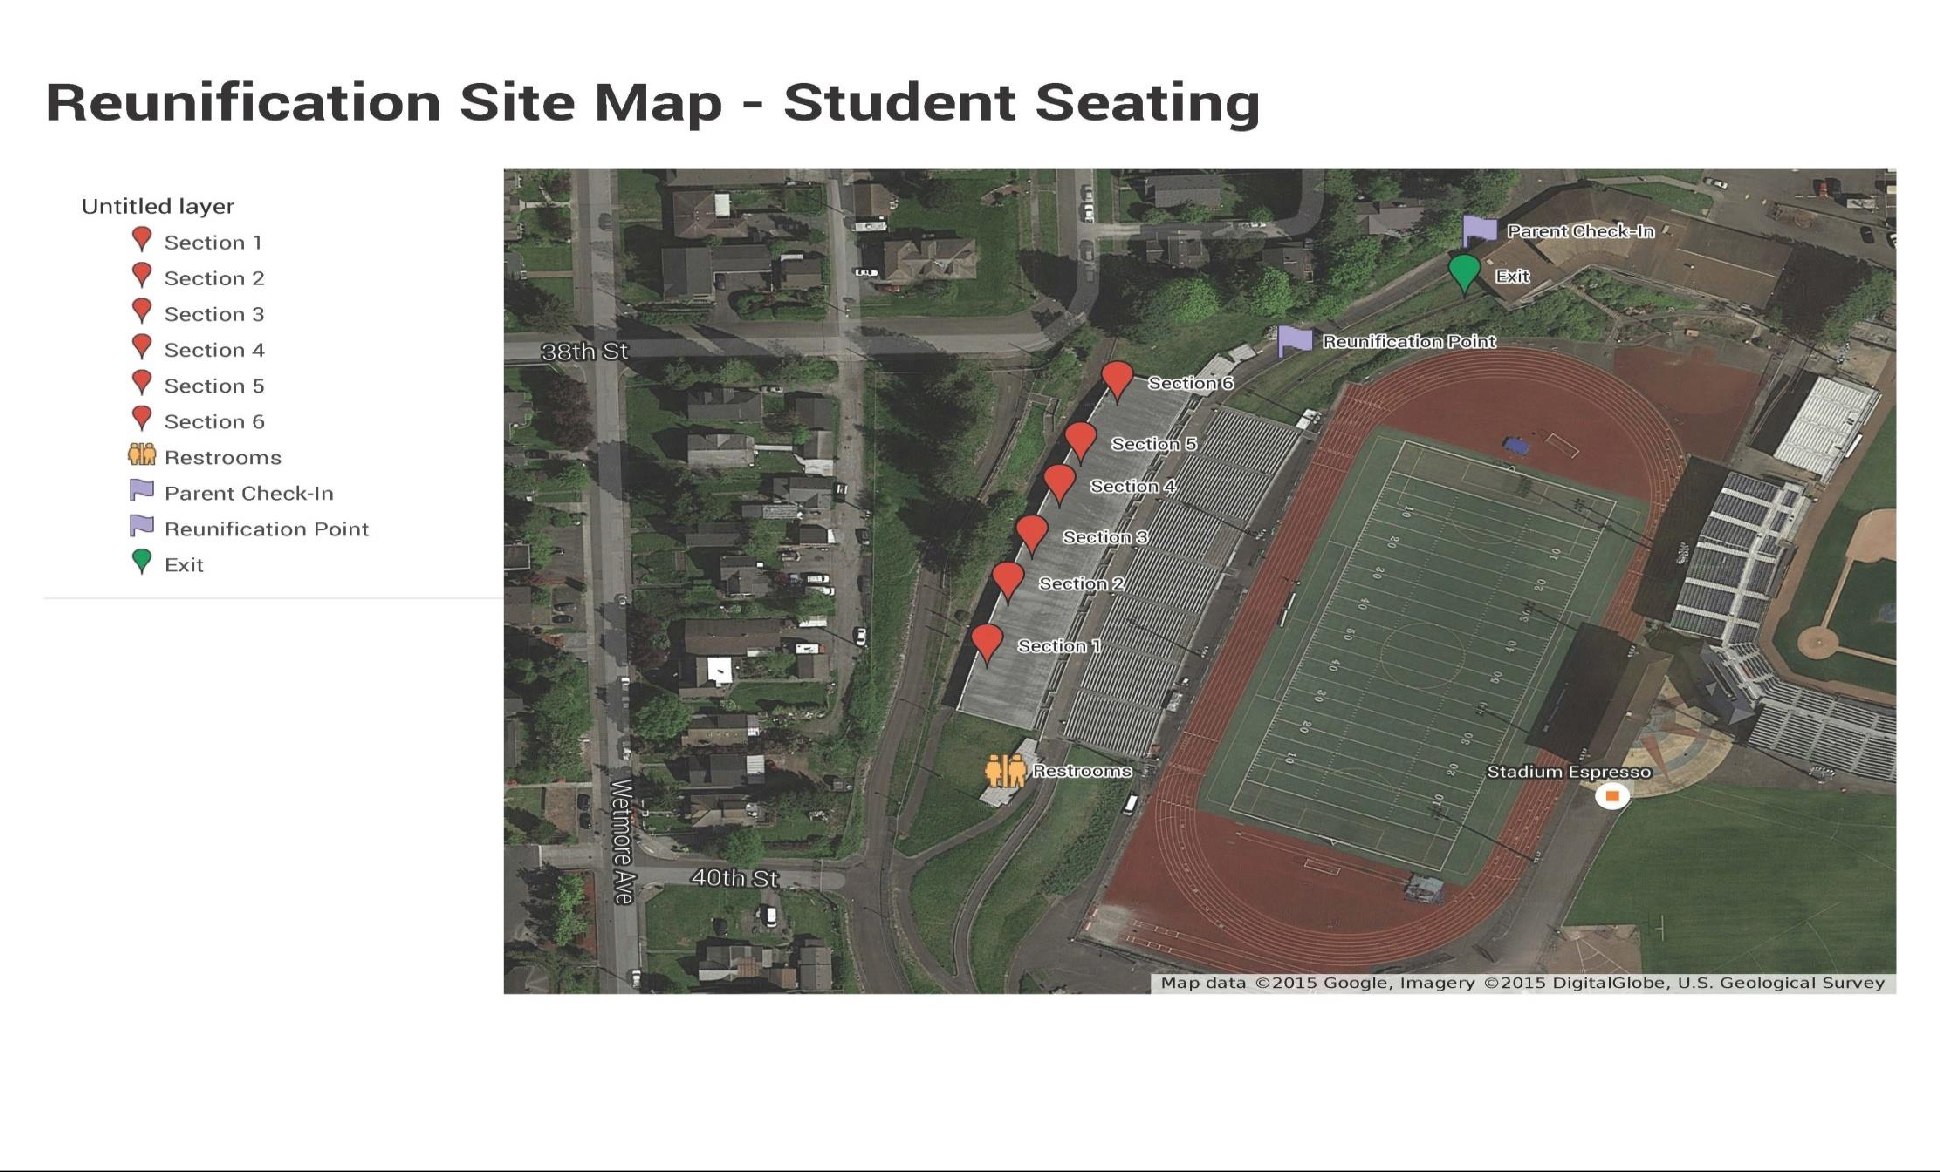 Reunification Site Map - Student Seating
Untitled layer
Section 1
Section 2
Section 3
Section 4
Section 5
Section 6
Restrooms
Parent Check-In
Reunification Point
Exit
Parent Check-In
Exit
Reunification Point
38th St
Section 6
Section 5
Section 4
Section 3
Section 2
Section 1
Restrooms
Stadium Espresso
Wetmore Ave
40th St
Map data ©2015 Google, Imagery ©2015 DigitalGlobe, U.S. Geological Survey